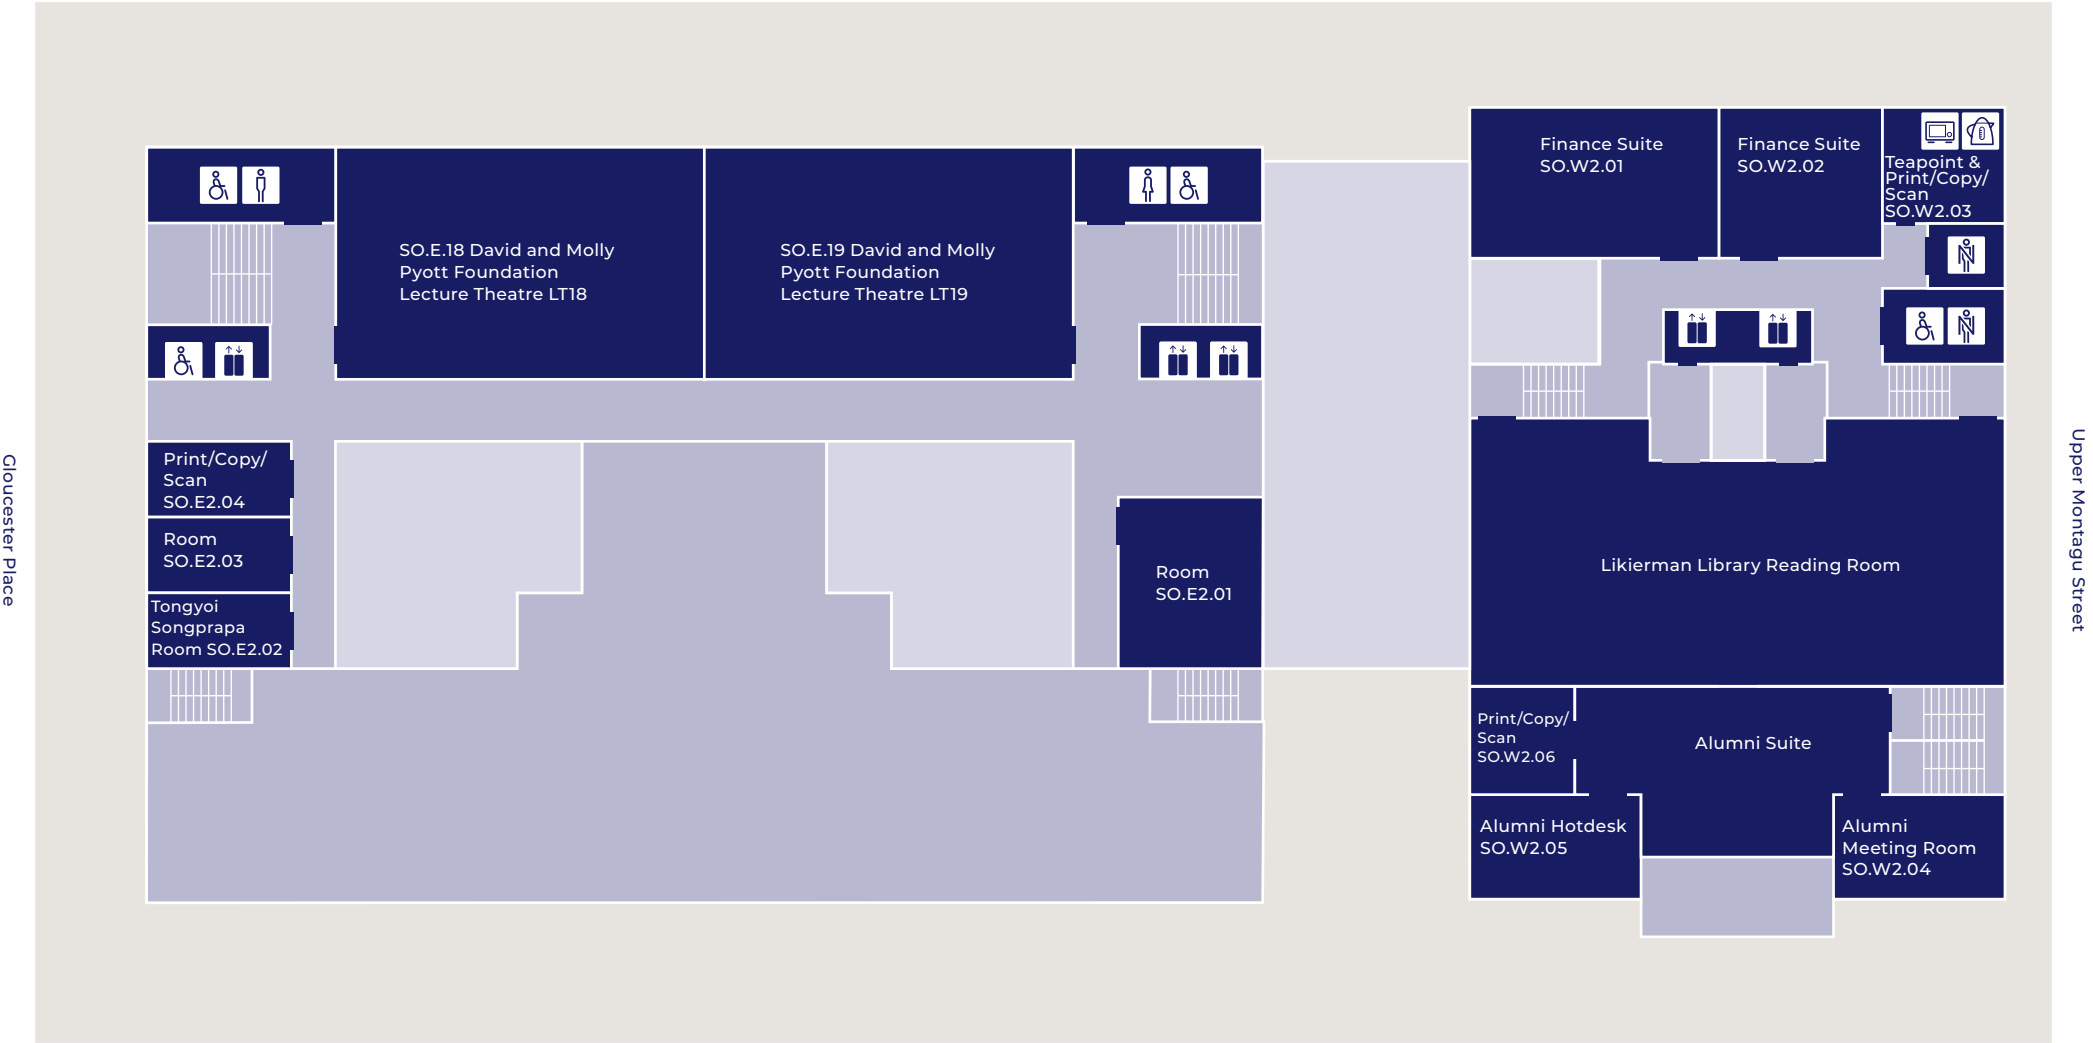 Gloucester Place
SO.E.18 David and Molly
Pyott Foundation
Lecture Theatre LT18
SO.E.19 David and Molly
Pyott Foundation
Lecture Theatre LT19
Print/Copy/
Scan
SO.E2.04
Room
SO.E2.03
Tongyoi
Songprapa
Room SO.E2.02
Room
SO.E2.01
Finance Suite
SO.W2.01
Finance Suite
SO.W2.02
Teapoint &
Print/Copy/
Scan
SO.W2.03
Likierman Library Reading Room
Print/Copy/
Scan
SO.W2.06
Alumni Suite
Alumni Hotdesk
SO.W2.05
Alumni
Meeting Room
SO.W2.04
Upper Montagu Street